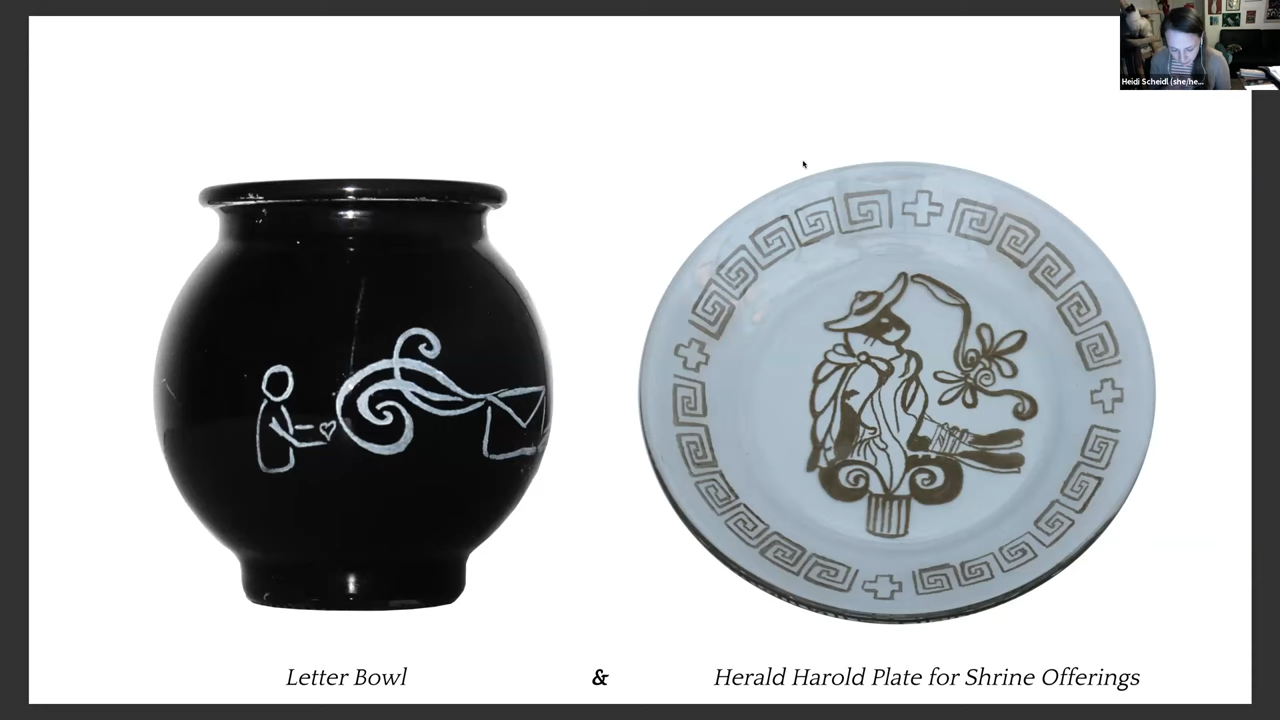 Heidi Scheidl (she/he...
Letter Bowl & Herald Harold Plate for Shrine Offerings